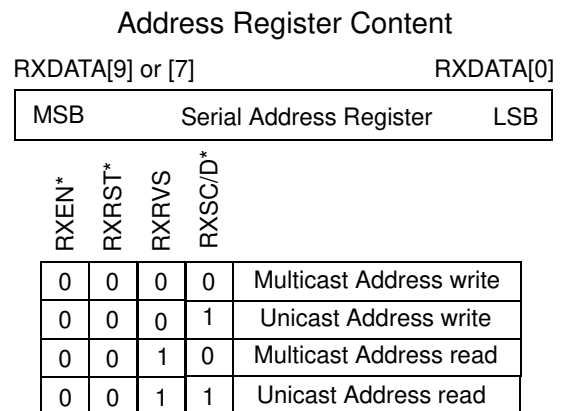 Address Register Content
RXDATA[9] or [7] RXDATA[0]
MSB Serial Address Register LSB
RXEN* RXRST* RXRVS RXSC/D*
0 0 0 0 Multicast Address write
0 0 0 1 Unicast Address write
0 0 1 0 Multicast Address read
0 0 1 1 Unicast Address read